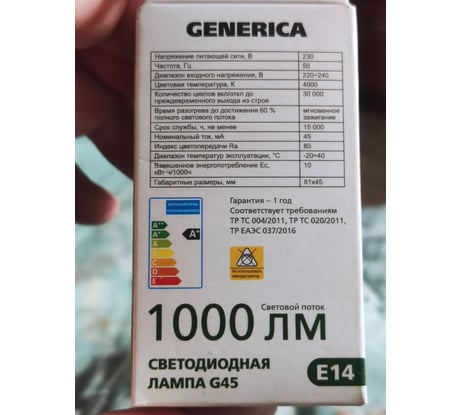 GENERICA
Напряжение питающей сети, В 230
Частота, Гц 50
Диапазон входного напряжения, В 220÷240
Цветовая температура, К 4000
Количество циклов вкл/откл до
преждевременного выхода из строя 30 000
Время разогрева до достижения 60 % мгновенное
полного светового потока зажигание
Срок службы, ч, не менее 15 000
Номинальный ток, мА 45
Индекс цветопередачи Ra 80
Диапазон температур эксплуатации, °С -20÷40
Взвешенное энергопотребление Ес,
кВт·ч/1000ч 10
Габаритные размеры, мм 81х45
Гарантия – 1 год
Соответствует требованиям
ТР ТС 004/2011, ТР ТС 020/2011,
ТР ЕАЭС 037/2016
A++
A+
A
B
C
D
E
A+
Не использовать
Световой поток
1000 ЛМ
СВЕТОДИОДНАЯ
ЛАМПА G45
E14